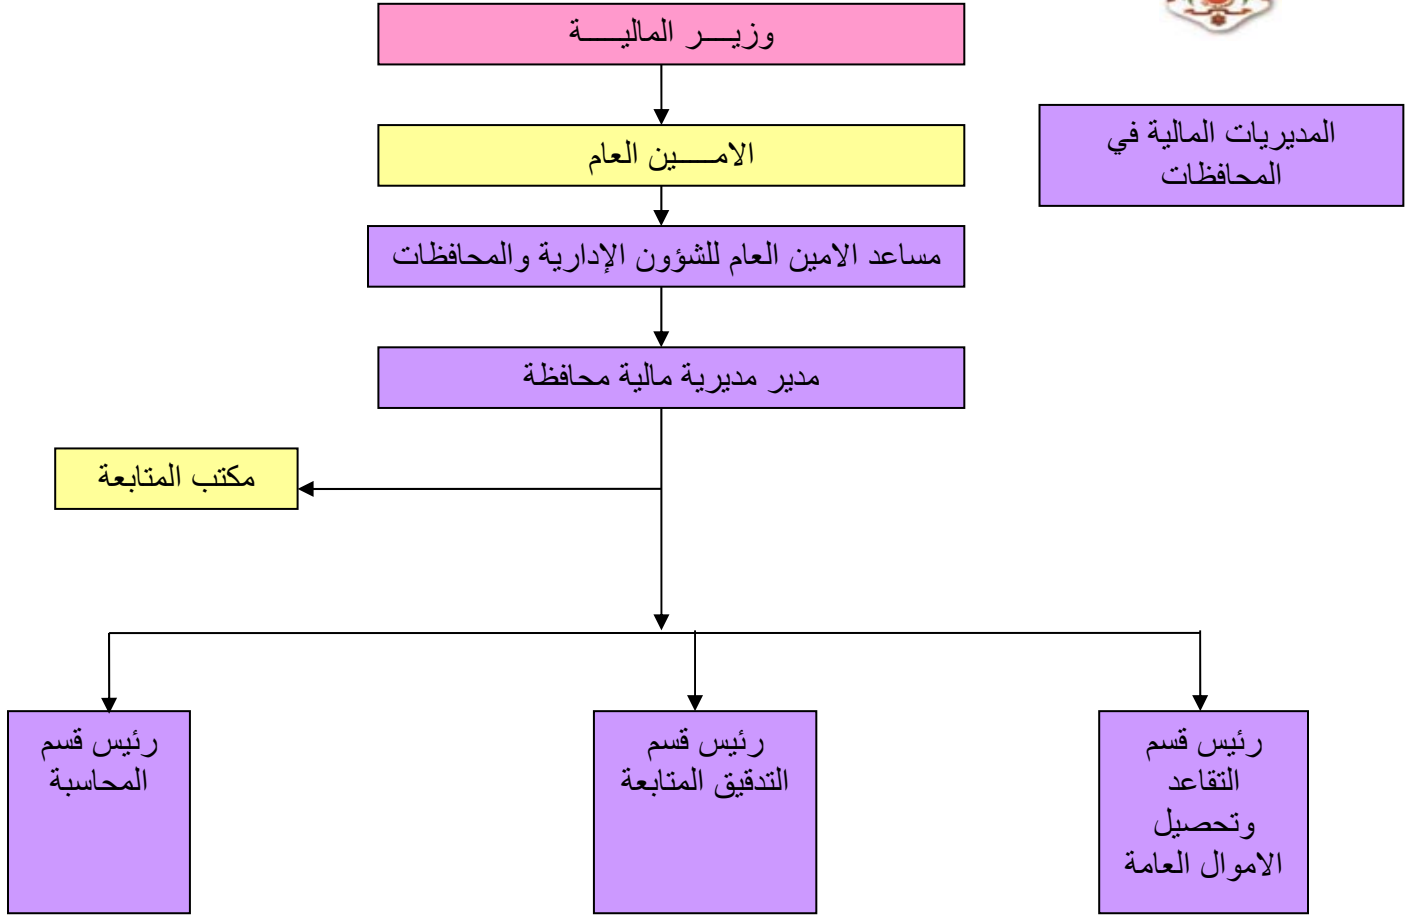 وزيـــر الماليـــة
المديريات المالية في
المحافظات
الامـــين العام
مساعد الامين العام للشؤون الإدارية والمحافظات
مدير مديرية مالية محافظة
مكتب المتابعة
رئيس قسم
التقاعد
وتحصيل
الاموال العامة
رئيس قسم
التدقيق المتابعة
رئيس قسم
المحاسبة